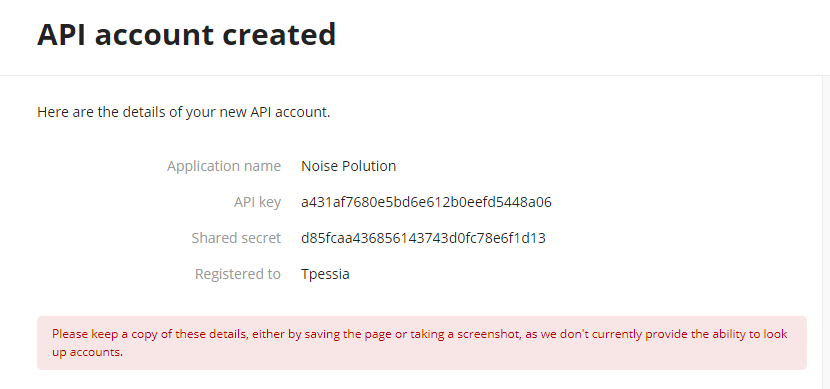 API account created
Here are the details of your new API account.
Application name Noise Polution
API key a431af7680e5bd6e612b0eefd5448a06
Shared secret d85fcaa436856143743d0fc78e6f1d13
Registered to Tpessia
Please keep a copy of these details, either by saving the page or taking a screenshot, as we don't currently provide the ability to look
up accounts.